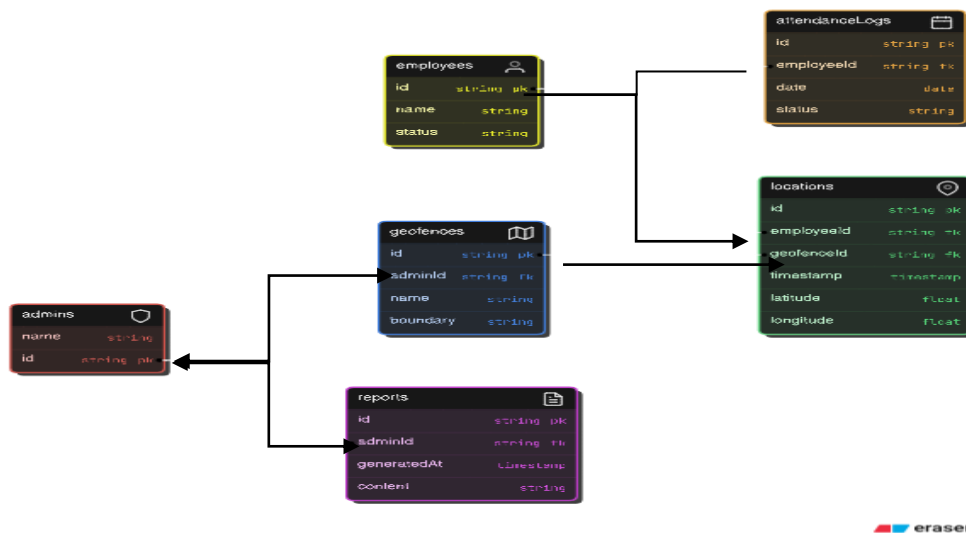 attendanceLogs
id string pk
employeeId string fk
date date
status string
employees
id string pk
name string
status string
locations
id string pk
employeeId string fk
geofenceId string fk
timestamp timestamp
latitude float
longitude float
geofences
id string pk
adminId string fk
name string
boundary string
admins
name string
id string pk
reports
id string pk
adminId string fk
generatedAt timestamp
content string
eraser